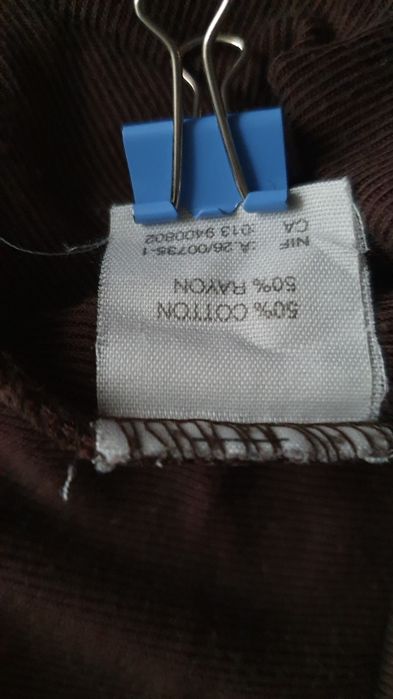 50% COTTON
50% RAYON
NIF :A.26/00735-1
CA :013 9400802